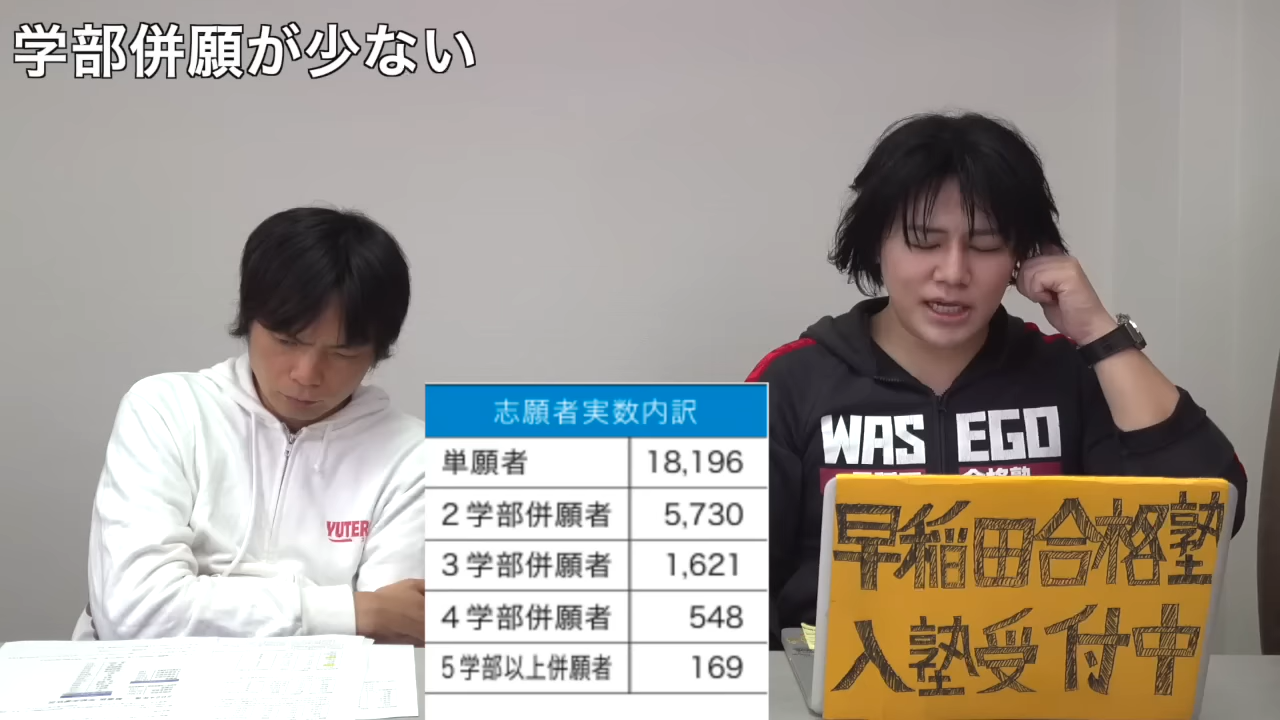 学部併願が少ない
志願者実数内訳
単願者 18,196
2学部併願者 5,730
3学部併願者 1,621
4学部併願者 548
5学部以上併願者 169
YUTER
WAS EGO
早稲田合格塾
入塾受付中